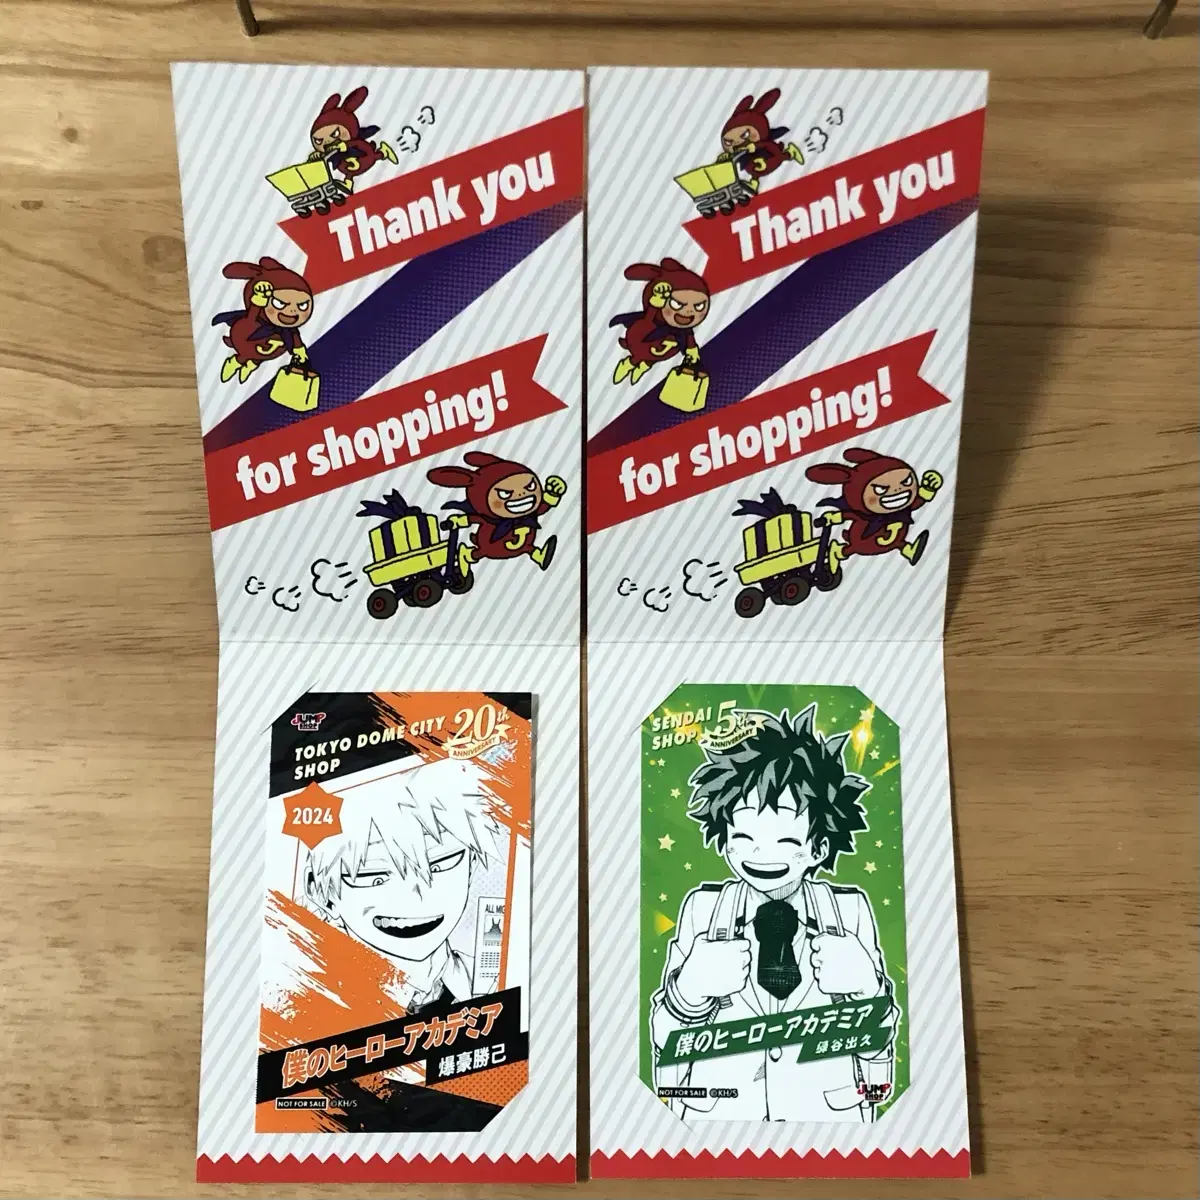 Thank you
for shopping!
J
J
J
Thank you
for shopping!
J
J
J
JUMP
SHOP
TOKYO DOME CITY
SHOP
20th
ANNIVERSARY
2024
ALL MIG
僕のヒーローアカデミア
爆豪勝己
NOT FOR SALE ©KH/S
SENDAI
SHOP
5th
ANNIVERSARY
僕のヒーローアカデミア
緑谷出久
NOT FOR SALE ©KH/S
JUMP
SHOP